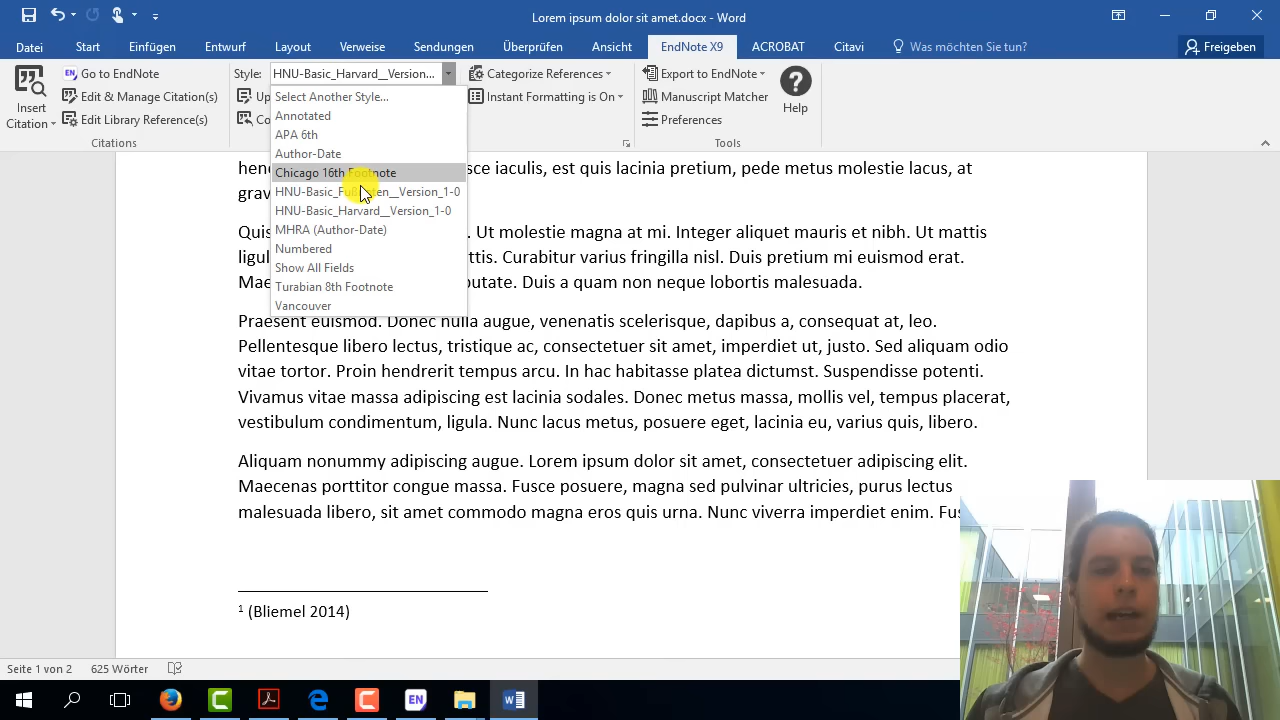 Lorem ipsum dolor sit amet.docx - Word
Datei Start Einfügen Entwurf Layout Verweise Sendungen Überprüfen Ansicht EndNote X9 ACROBAT Citavi Was möchten Sie tun? Freigeben
Insert Citation
EN Go to EndNote
Edit & Manage Citation(s)
Edit Library Reference(s)
Citations
Style: HNU-Basic_Harvard__Version...
Up
Co
Select Another Style...
Annotated
APA 6th
Author-Date
Chicago 16th Footnote
HNU-Basic_Fußnoten__Version_1-0
HNU-Basic_Harvard__Version_1-0
MHRA (Author-Date)
Numbered
Show All Fields
Turabian 8th Footnote
Vancouver
Categorize References
Instant Formatting is On
Export to EndNote
Manuscript Matcher
Preferences
Tools
Help
hen sce iaculis, est quis lacinia pretium, pede metus molestie lacus, at
grav
Quis . Ut molestie magna at mi. Integer aliquet mauris et nibh. Ut mattis
ligul ttis. Curabitur varius fringilla nisl. Duis pretium mi euismod erat.
Mae putate. Duis a quam non neque lobortis malesuada.
Praesent euismod. Donec nulla augue, venenatis scelerisque, dapibus a, consequat at, leo.
Pellentesque libero lectus, tristique ac, consectetuer sit amet, imperdiet ut, justo. Sed aliquam odio
vitae tortor. Proin hendrerit tempus arcu. In hac habitasse platea dictumst. Suspendisse potenti.
Vivamus vitae massa adipiscing est lacinia sodales. Donec metus massa, mollis vel, tempus placerat,
vestibulum condimentum, ligula. Nunc lacus metus, posuere eget, lacinia eu, varius quis, libero.
Aliquam nonummy adipiscing augue. Lorem ipsum dolor sit amet, consectetuer adipiscing elit.
Maecenas porttitor congue massa. Fusce posuere, magna sed pulvinar ultricies, purus lectus
malesuada libero, sit amet commodo magna eros quis urna. Nunc viverra imperdiet enim. Fus
1 (Bliemel 2014)
Seite 1 von 2 625 Wörter
EN